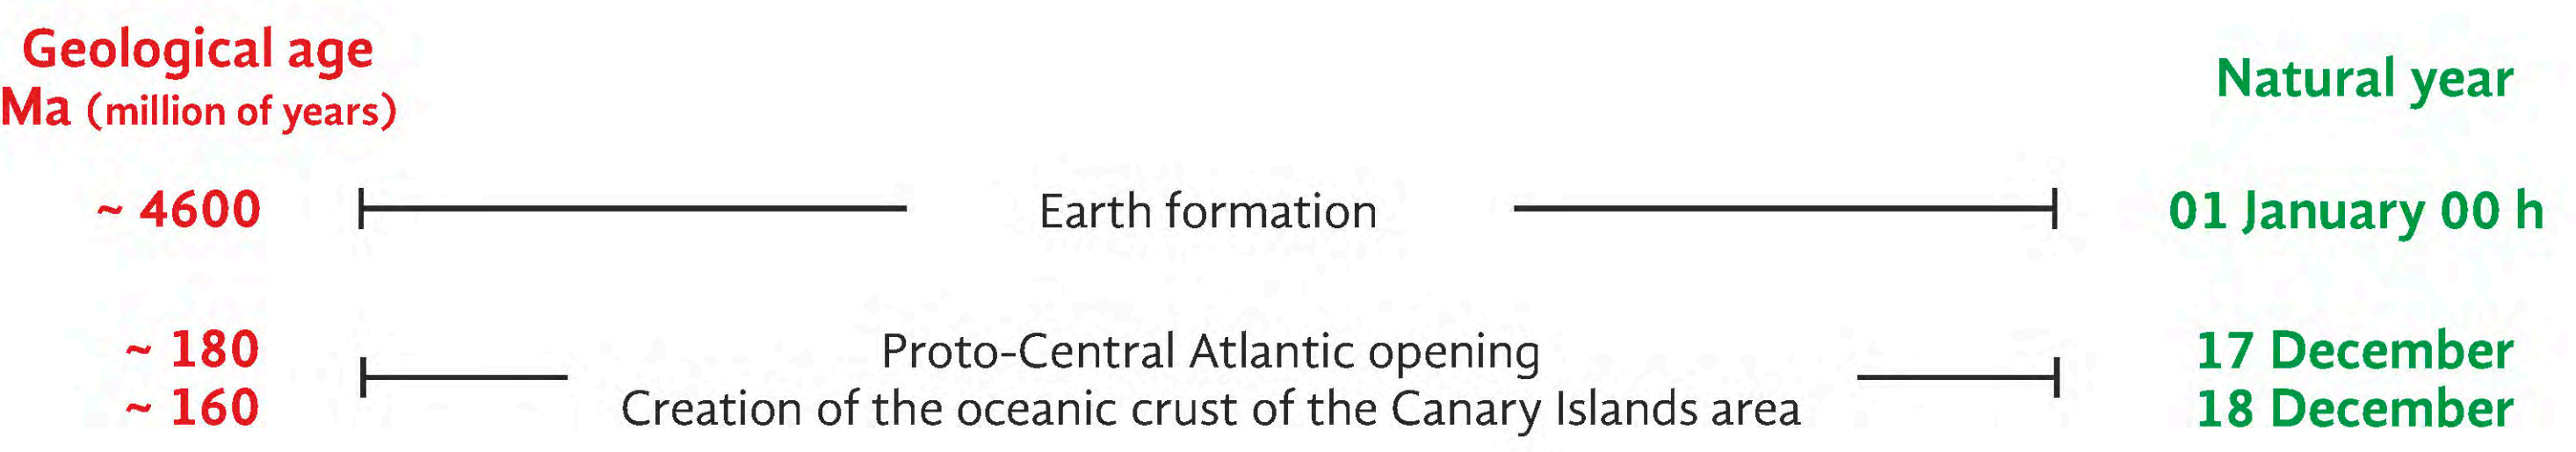 Geological age
Ma (million of years)
Natural year
~ 4600 Earth formation 01 January 00 h
~ 180 Proto-Central Atlantic opening 17 December
~ 160 Creation of the oceanic crust of the Canary Islands area 18 December